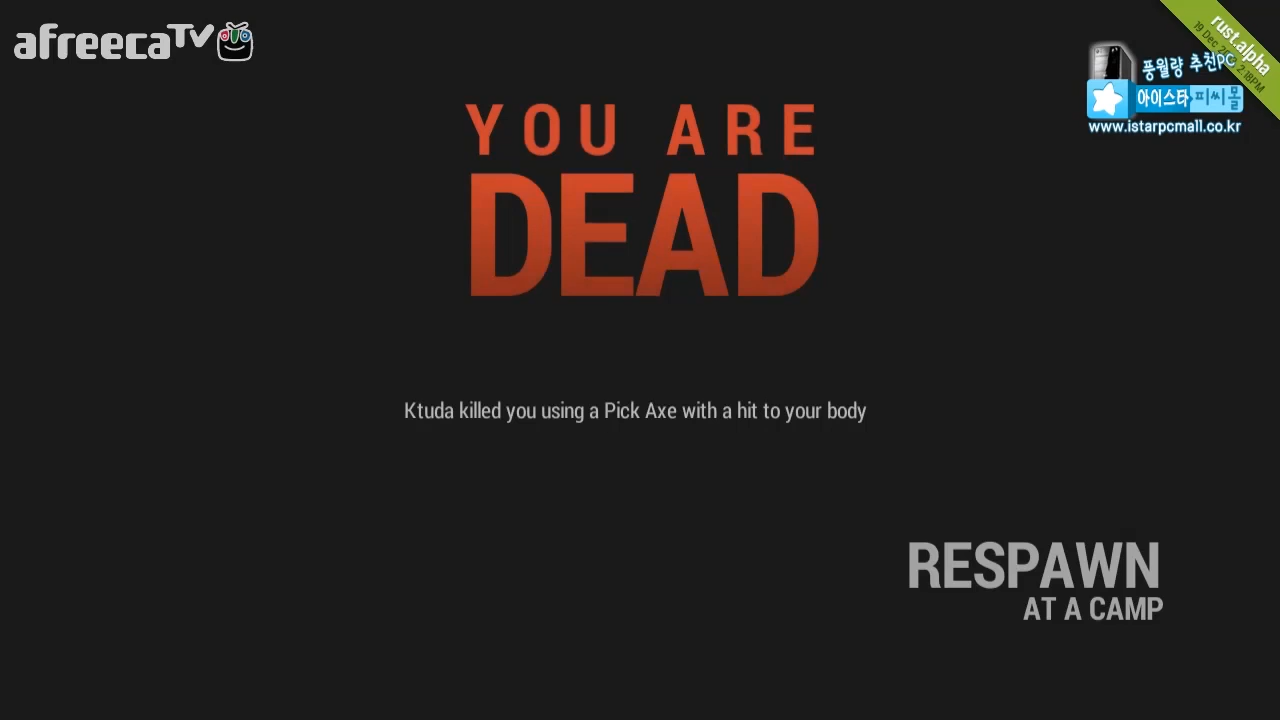 afreecaTV
rust.alpha
풍월량 추천PC
아이스타 피씨몰
www.istarpcmall.co.kr
YOU ARE
DEAD
Ktuda killed you using a Pick Axe with a hit to your body
RESPAWN
AT A CAMP